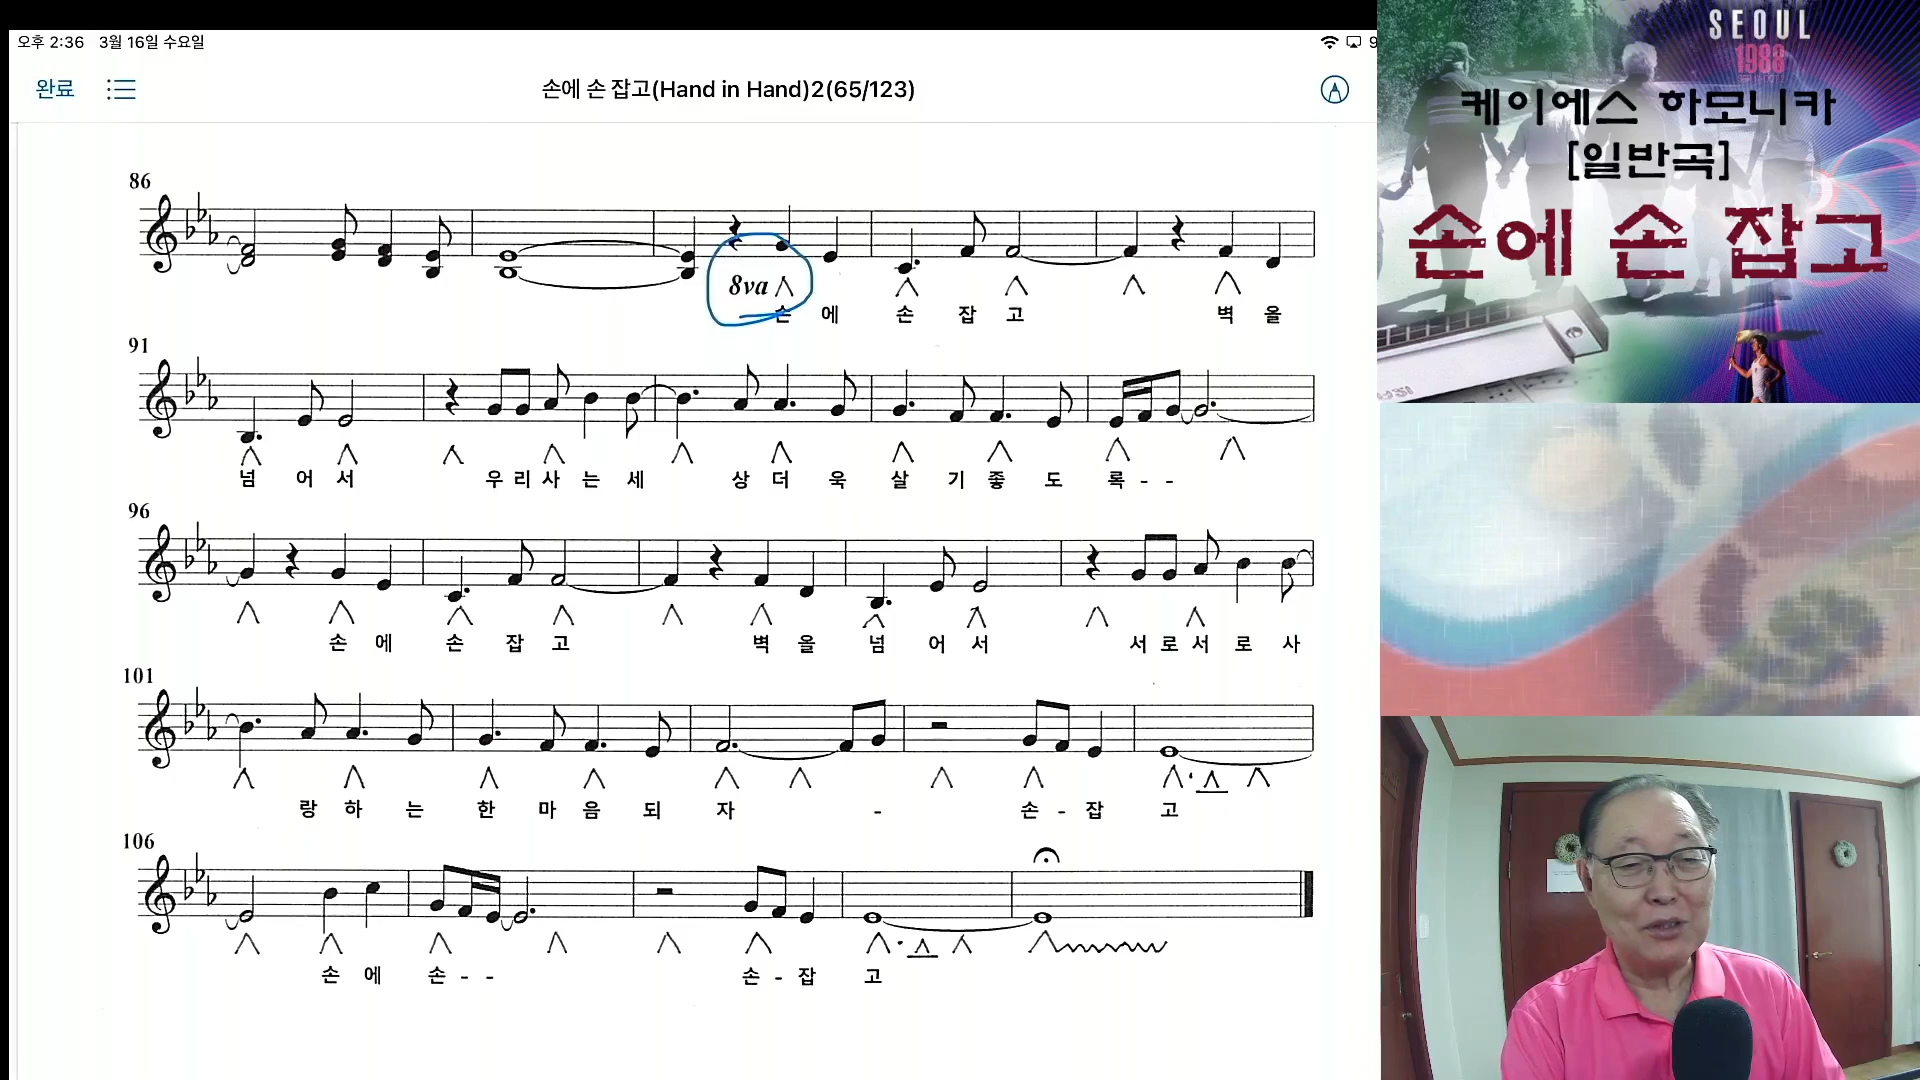 오후 2:36 3월 16일 수요일
완료
손에 손 잡고(Hand in Hand)2(65/123)
86
8va
손 에 손 잡 고 벽 을
91
넘 어 서 우 리 사 는 세 상 더 욱 살 기 좋 도 록 - -
96
손 에 손 잡 고 벽 을 넘 어 서 서 로 서 로 사
101
랑 하 는 한 마 음 되 자 - 손 - 잡 고
106
손 에 손 - - 손 - 잡 고
SEOUL
1988
케이에스 하모니카
[일반곡]
손에 손 잡고